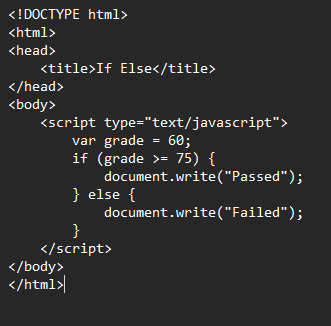 <!DOCTYPE html>
<html>
<head>
    <title>If Else</title>
</head>
<body>
    <script type="text/javascript">
        var grade = 60;
        if (grade >= 75) {
            document.write("Passed");
        } else {
            document.write("Failed");
        }
    </script>
</body>
</html>